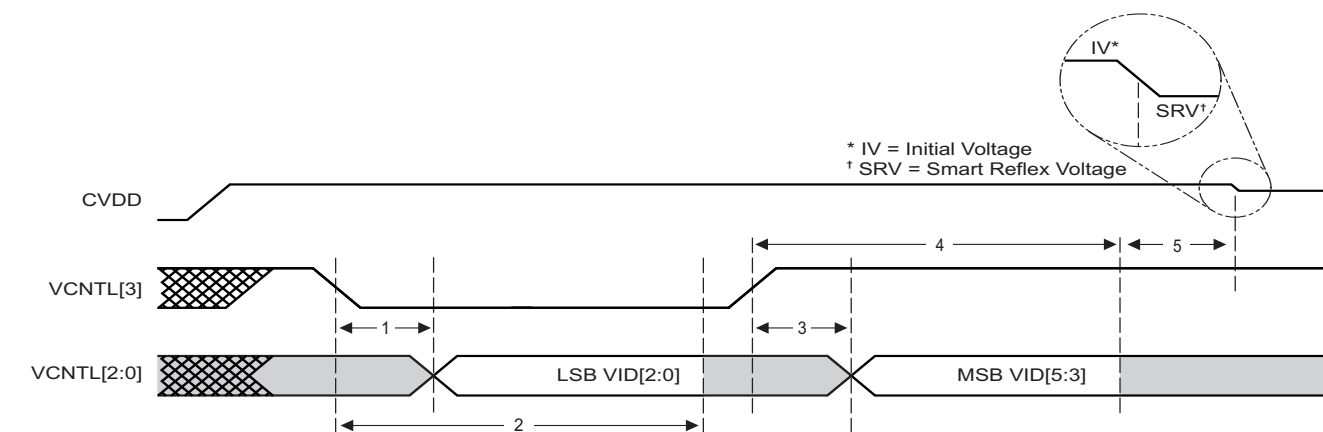 IV*
SRV†
* IV = Initial Voltage
† SRV = Smart Reflex Voltage
CVDD
4
5
VCNTL[3]
1
3
VCNTL[2:0]
LSB VID[2:0]
MSB VID[5:3]
2